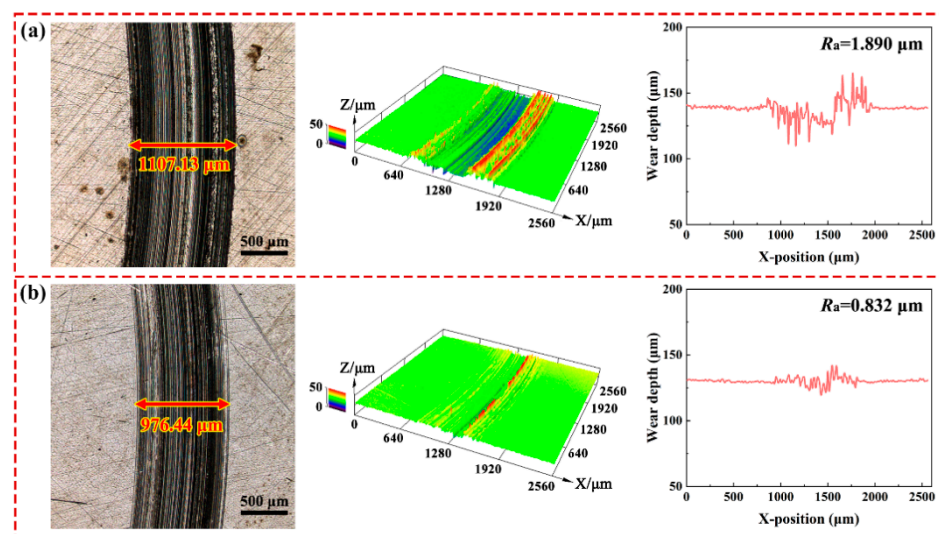 (a)
1107.13 µm
500 µm
Z/µm
50
0
0
640
1280
1920
2560
X/µm
640
1280
1920
2560
Ra=1.890 µm
Wear depth (µm)
200
150
100
50
0
500
1000
1500
2000
2500
X-position (µm)
(b)
976.44 µm
500 µm
Z/µm
50
0
0
640
1280
1920
2560
X/µm
640
1280
1920
2560
Ra=0.832 µm
Wear depth (µm)
200
150
100
50
0
500
1000
1500
2000
2500
X-position (µm)